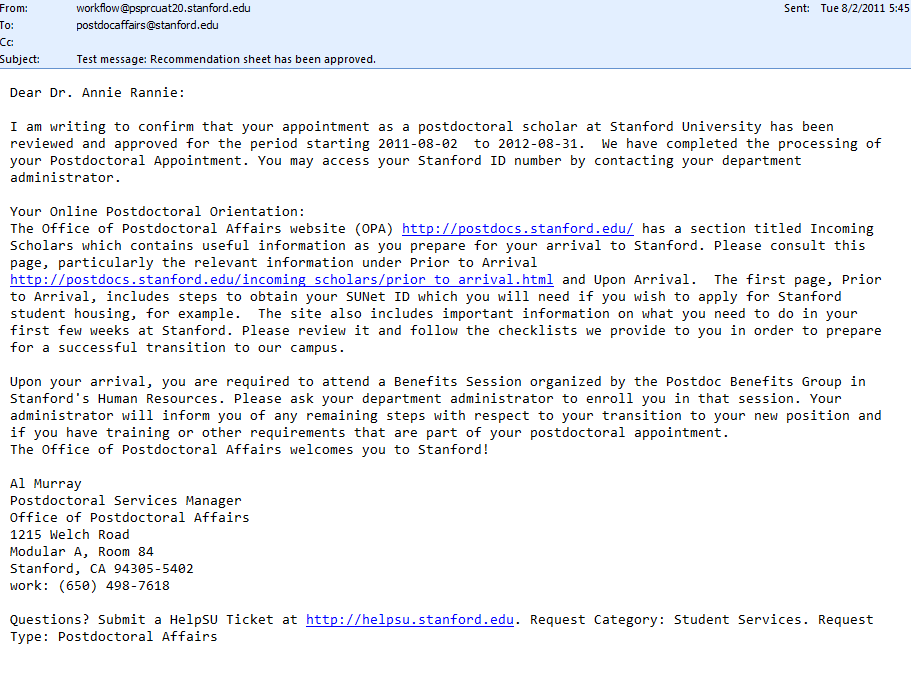 From: workflow@psprcuat20.stanford.edu Sent: Tue 8/2/2011 5:45
To: postdocaffairs@stanford.edu
Cc:
Subject: Test message: Recommendation sheet has been approved.
Dear Dr. Annie Rannie:
I am writing to confirm that your appointment as a postdoctoral scholar at Stanford University has been
reviewed and approved for the period starting 2011-08-02  to 2012-08-31.  We have completed the processing of
your Postdoctoral Appointment. You may access your Stanford ID number by contacting your department
administrator.
Your Online Postdoctoral Orientation:
The Office of Postdoctoral Affairs website (OPA) http://postdocs.stanford.edu/ has a section titled Incoming
Scholars which contains useful information as you prepare for your arrival to Stanford. Please consult this
page, particularly the relevant information under Prior to Arrival
http://postdocs.stanford.edu/incoming_scholars/prior_to_arrival.html and Upon Arrival.  The first page, Prior
to Arrival, includes steps to obtain your SUNet ID which you will need if you wish to apply for Stanford
student housing, for example.  The site also includes important information on what you need to do in your
first few weeks at Stanford. Please review it and follow the checklists we provide to you in order to prepare
for a successful transition to our campus.
Upon your arrival, you are required to attend a Benefits Session organized by the Postdoc Benefits Group in
Stanford's Human Resources. Please ask your department administrator to enroll you in that session. Your
administrator will inform you of any remaining steps with respect to your transition to your new position and
if you have training or other requirements that are part of your postdoctoral appointment.
The Office of Postdoctoral Affairs welcomes you to Stanford!
Al Murray
Postdoctoral Services Manager
Office of Postdoctoral Affairs
1215 Welch Road
Modular A, Room 84
Stanford, CA 94305-5402
work: (650) 498-7618
Questions? Submit a HelpSU Ticket at http://helpsu.stanford.edu. Request Category: Student Services. Request
Type: Postdoctoral Affairs